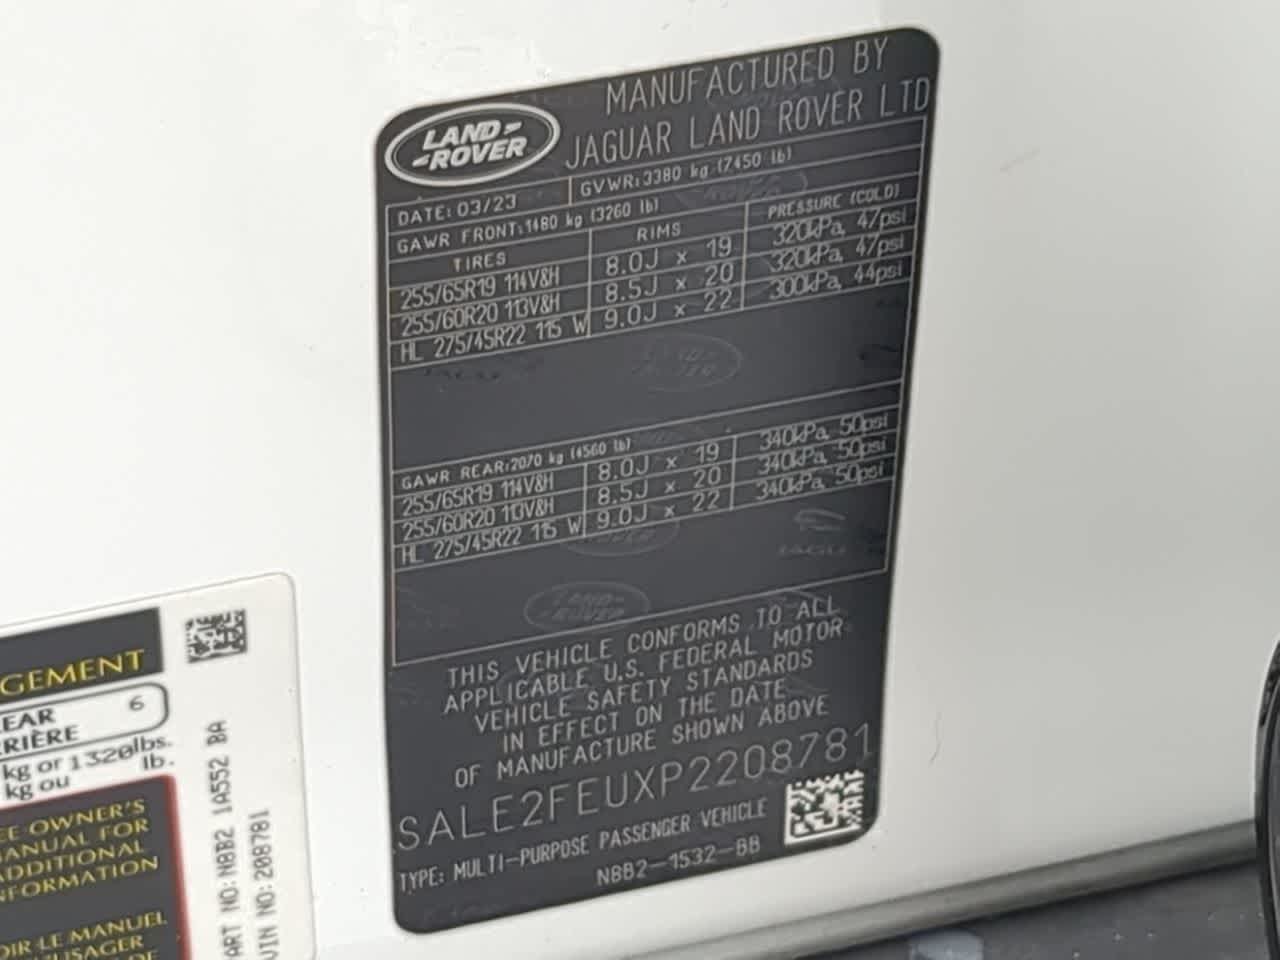 LAND ROVER
MANUFACTURED BY
JAGUAR LAND ROVER LTD
DATE: 03/23
GVWR: 3380 kg (7450 lb)
GAWR FRONT: 1480 kg (3260 lb)
TIRES RIMS PRESSURE (COLD)
255/65R19 114V&H 8.0J x 19 320kPa, 47psi
255/60R20 113V&H 8.5J x 20 320kPa, 47psi
HL 275/45R22 115 W 9.0J x 22 300kPa, 44psi
GAWR REAR: 2070 kg (4560 lb)
255/65R19 114V&H 8.0J x 19 340kPa, 50psi
255/60R20 113V&H 8.5J x 20 340kPa, 50psi
HL 275/45R22 115 W 9.0J x 22 340kPa, 50psi
THIS VEHICLE CONFORMS TO ALL
APPLICABLE U.S. FEDERAL MOTOR
VEHICLE SAFETY STANDARDS
IN EFFECT ON THE DATE
OF MANUFACTURE SHOWN ABOVE
SALE2FEUXP2208781
TYPE: MULTI-PURPOSE PASSENGER VEHICLE
N8B2-1532-BB
GEMENT
EAR 6
RIÈRE
kg or 1320lbs.
kg ou lb.
EE OWNER'S
ANUAL FOR
ADDITIONAL
NFORMATION
OIR LE MANUEL
USAGER
DE
ART NO: N8B2 1A552 BA
VIN NO: 208781